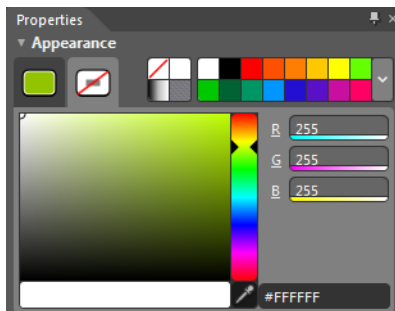 Properties
Appearance
R 255
G 255
B 255
#FFFFFF